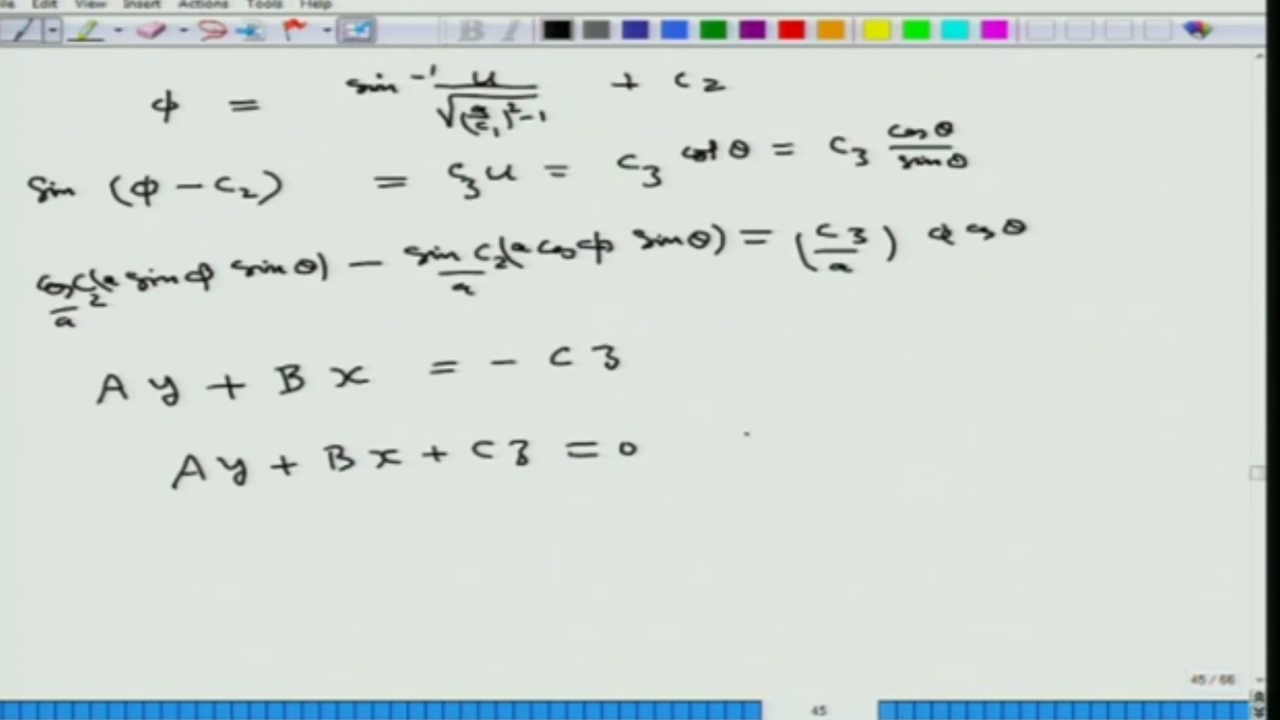 File Edit View Insert Actions Tools Help
B I
φ = sin⁻¹ u / √((a/c₁)² - 1) + c₂
sin (φ - c₂) = c₃ u = c₃ cot θ = c₃ cos θ / sin θ
cos c₂/a (a sin φ sin θ) - sin c₂/a (a cos φ sin θ) = (c₃/a) a cos θ
A y + B x = - C z
A y + B x + C z = 0
45 / 66
45